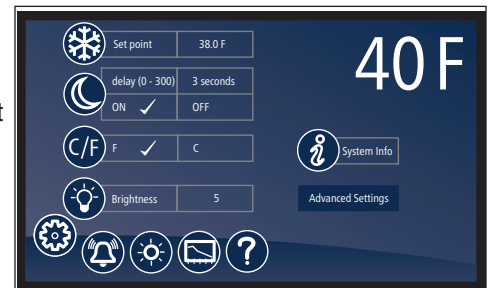 Set point 38.0 F
40 F
delay (0 - 300) 3 seconds
ON ✓ OFF
C/F F ✓ C
i System Info
Brightness 5 Advanced Settings
?
t